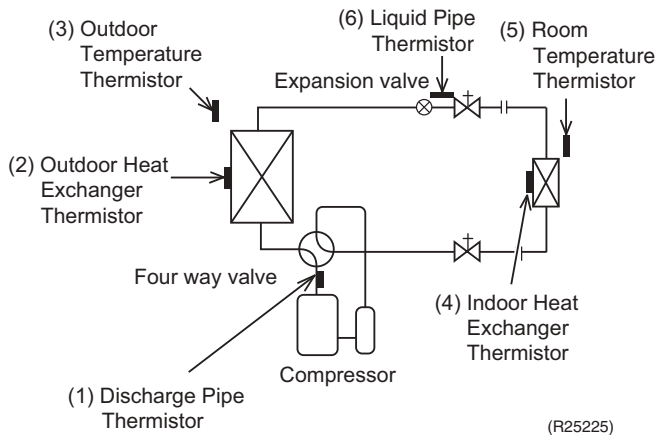 (3) Outdoor
Temperature
Thermistor
(6) Liquid Pipe
Thermistor
(5) Room
Temperature
Thermistor
Expansion valve
(2) Outdoor Heat
Exchanger
Thermistor
Four way valve
(4) Indoor Heat
Exchanger
Thermistor
Compressor
(1) Discharge Pipe
Thermistor
(R25225)